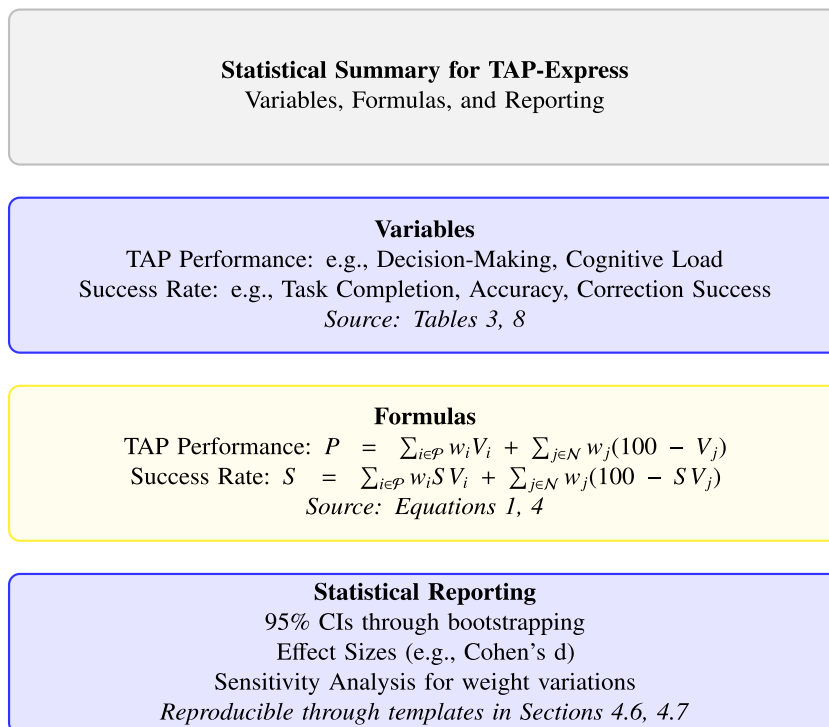 Statistical Summary for TAP-Express
Variables, Formulas, and Reporting
Variables
TAP Performance: e.g., Decision-Making, Cognitive Load
Success Rate: e.g., Task Completion, Accuracy, Correction Success
Source: Tables 3, 8
Formulas
TAP Performance: P = ∑_{i∈𝒫} w_i V_i + ∑_{j∈𝒩} w_j(100 − V_j)
Success Rate: S = ∑_{i∈𝒫} w_i SV_i + ∑_{j∈𝒩} w_j(100 − SV_j)
Source: Equations 1, 4
Statistical Reporting
95% CIs through bootstrapping
Effect Sizes (e.g., Cohen's d)
Sensitivity Analysis for weight variations
Reproducible through templates in Sections 4.6, 4.7